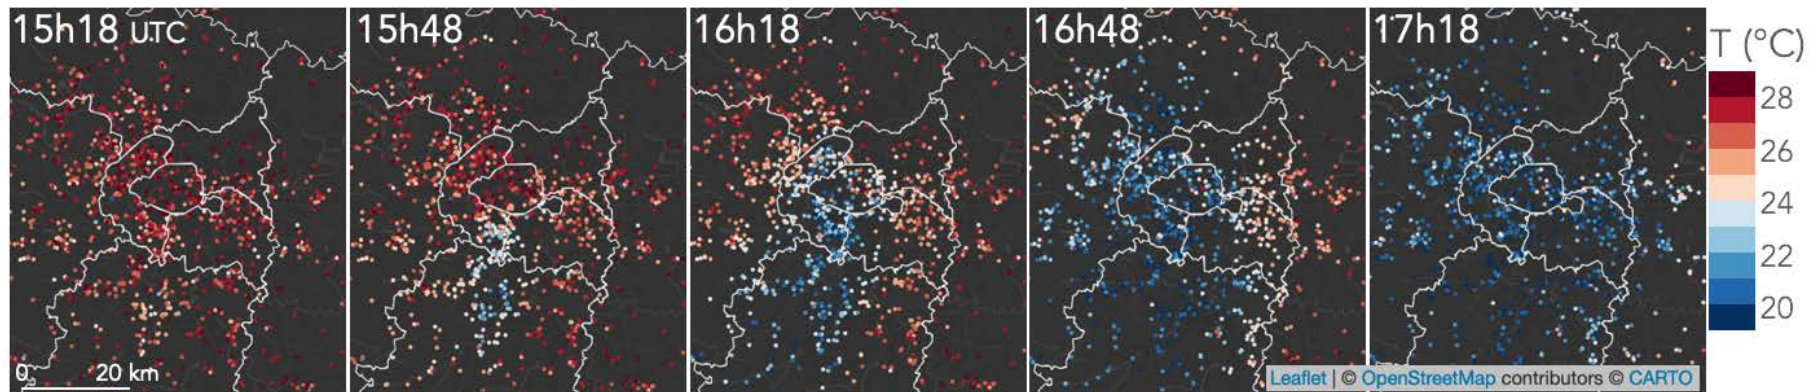 15h18 UTC
15h48
16h18
16h48
17h18
T (°C)
28
26
24
22
20
0 20 km
Leaflet | © OpenStreetMap contributors © CARTO